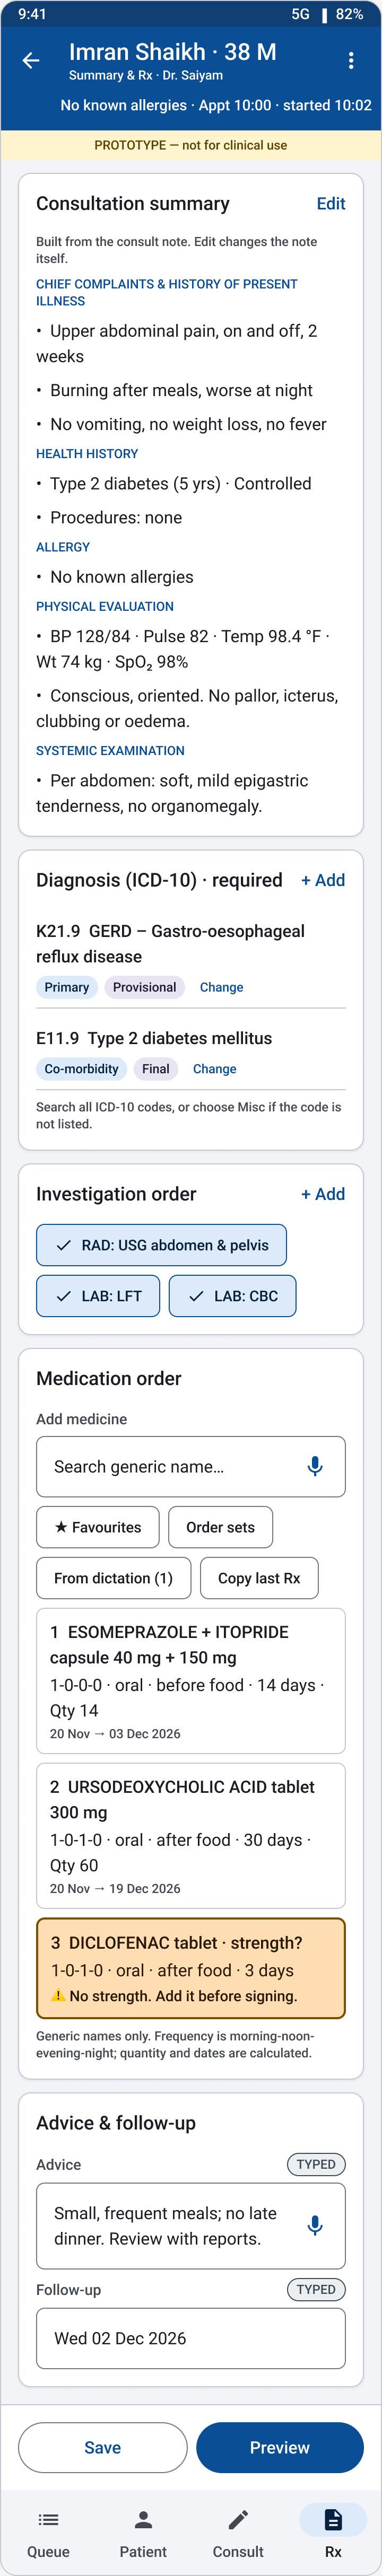 9:41 5G 82%
Imran Shaikh · 38 M
Summary & Rx · Dr. Saiyam
No known allergies · Appt 10:00 · started 10:02
PROTOTYPE — not for clinical use
Consultation summary Edit
Built from the consult note. Edit changes the note
itself.
CHIEF COMPLAINTS & HISTORY OF PRESENT
ILLNESS
• Upper abdominal pain, on and off, 2
weeks
• Burning after meals, worse at night
• No vomiting, no weight loss, no fever
HEALTH HISTORY
• Type 2 diabetes (5 yrs) · Controlled
• Procedures: none
ALLERGY
• No known allergies
PHYSICAL EVALUATION
• BP 128/84 · Pulse 82 · Temp 98.4 °F ·
Wt 74 kg · SpO₂ 98%
• Conscious, oriented. No pallor, icterus,
clubbing or oedema.
SYSTEMIC EXAMINATION
• Per abdomen: soft, mild epigastric
tenderness, no organomegaly.
Diagnosis (ICD-10) · required + Add
K21.9 GERD – Gastro-oesophageal
reflux disease
Primary Provisional Change
E11.9 Type 2 diabetes mellitus
Co-morbidity Final Change
Search all ICD-10 codes, or choose Misc if the code is
not listed.
Investigation order + Add
✓ RAD: USG abdomen & pelvis
✓ LAB: LFT ✓ LAB: CBC
Medication order
Add medicine
Search generic name…
★ Favourites Order sets
From dictation (1) Copy last Rx
1 ESOMEPRAZOLE + ITOPRIDE
capsule 40 mg + 150 mg
1-0-0-0 · oral · before food · 14 days ·
Qty 14
20 Nov → 03 Dec 2026
2 URSODEOXYCHOLIC ACID tablet
300 mg
1-0-1-0 · oral · after food · 30 days ·
Qty 60
20 Nov → 19 Dec 2026
3 DICLOFENAC tablet · strength?
1-0-1-0 · oral · after food · 3 days
⚠ No strength. Add it before signing.
Generic names only. Frequency is morning-noon-
evening-night; quantity and dates are calculated.
Advice & follow-up
Advice TYPED
Small, frequent meals; no late
dinner. Review with reports.
Follow-up TYPED
Wed 02 Dec 2026
Save Preview
Queue Patient Consult Rx